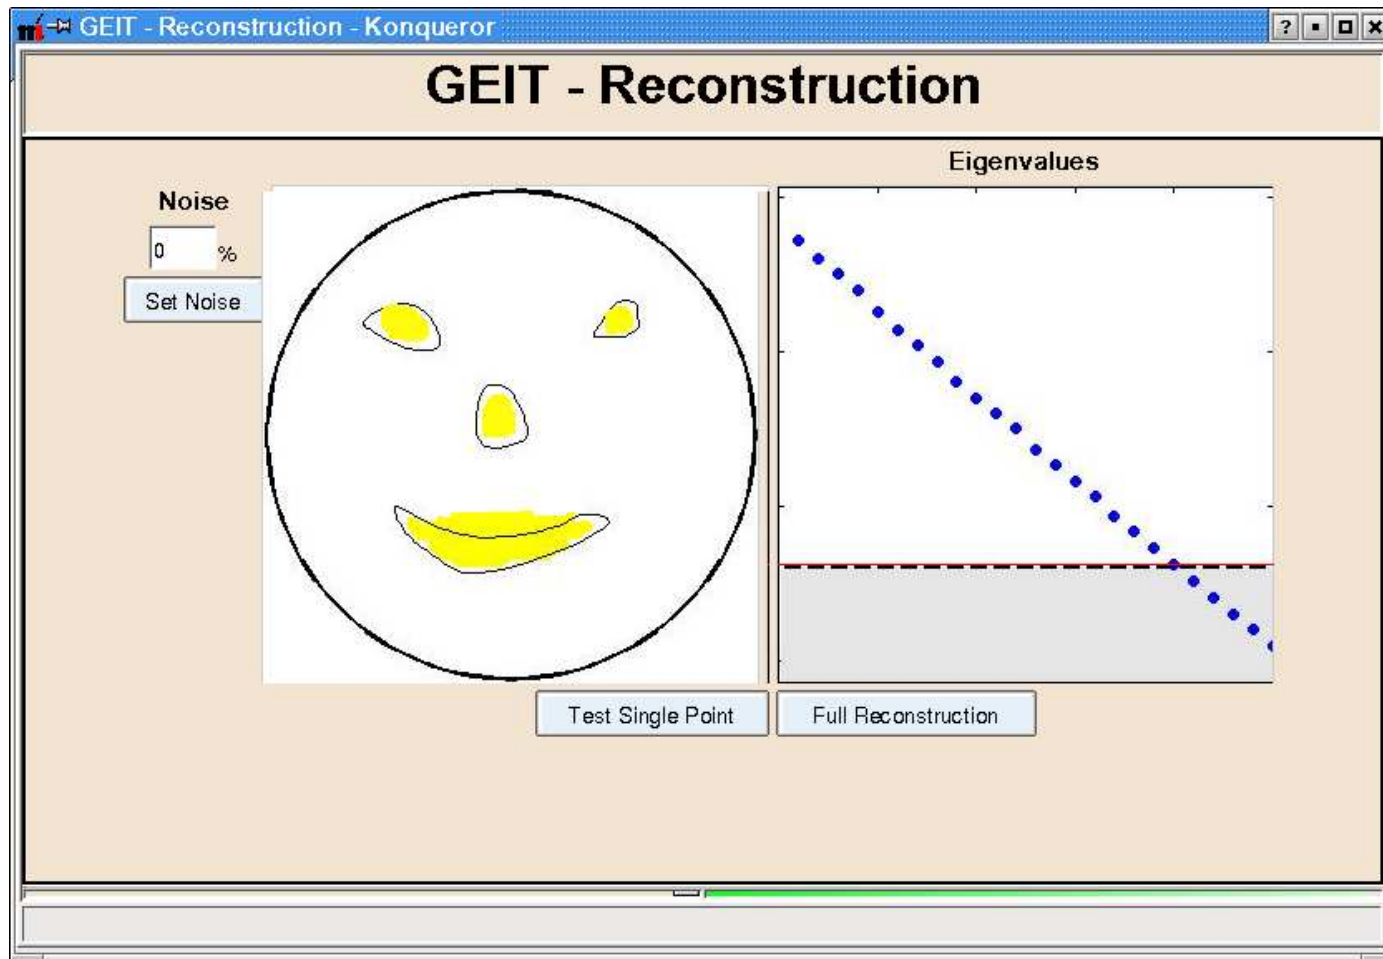 GEIT - Reconstruction - Konqueror
GEIT - Reconstruction
Eigenvalues
Noise
0 %
Set Noise
Test Single Point
Full Reconstruction